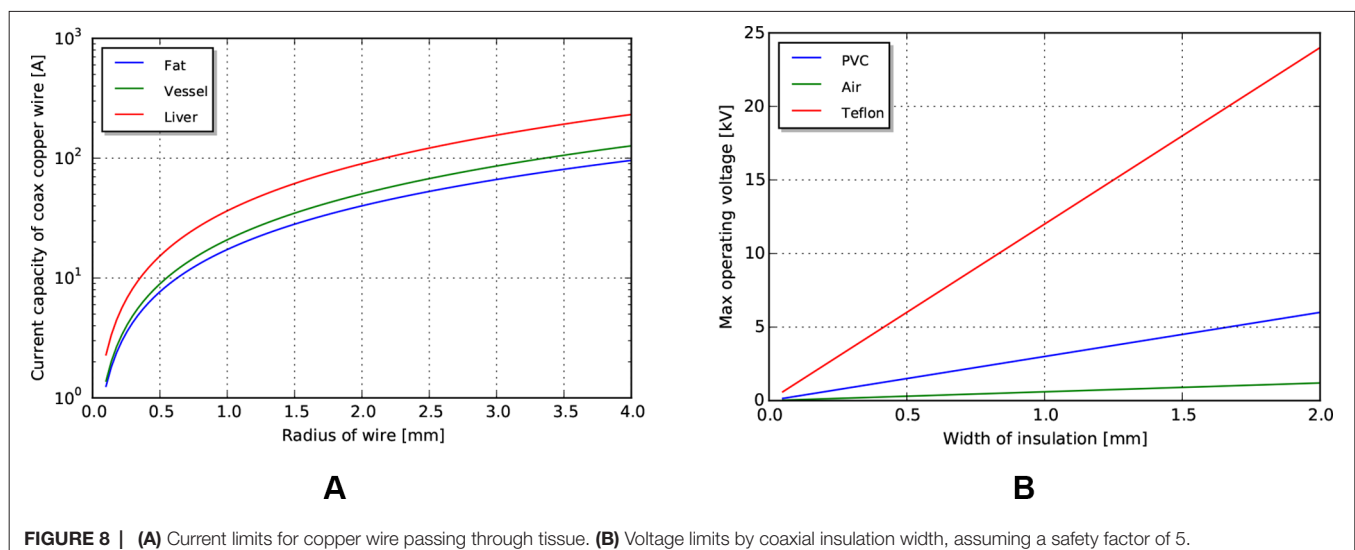 10³
10²
10¹
10⁰
Current capacity of coax copper wire [A]
Fat
Vessel
Liver
0.0 0.5 1.0 1.5 2.0 2.5 3.0 3.5 4.0
Radius of wire [mm]
A
25
20
15
10
5
0
Max operating voltage [kV]
PVC
Air
Teflon
0.0 0.5 1.0 1.5 2.0
Width of insulation [mm]
B
FIGURE 8 | (A) Current limits for copper wire passing through tissue. (B) Voltage limits by coaxial insulation width, assuming a safety factor of 5.